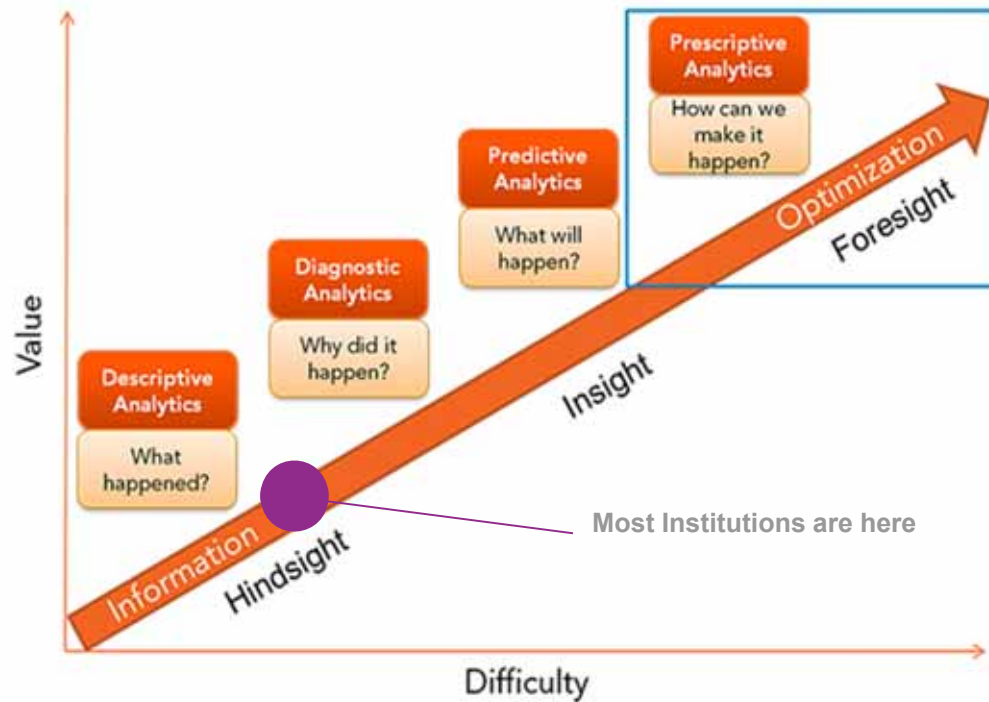 Prescriptive
Analytics
How can we
make it
happen?
Predictive
Analytics
What will
happen?
Diagnostic
Analytics
Why did it
happen?
Descriptive
Analytics
What
happened?
Information
Optimization
Hindsight
Insight
Foresight
Most Institutions are here
Value
Difficulty